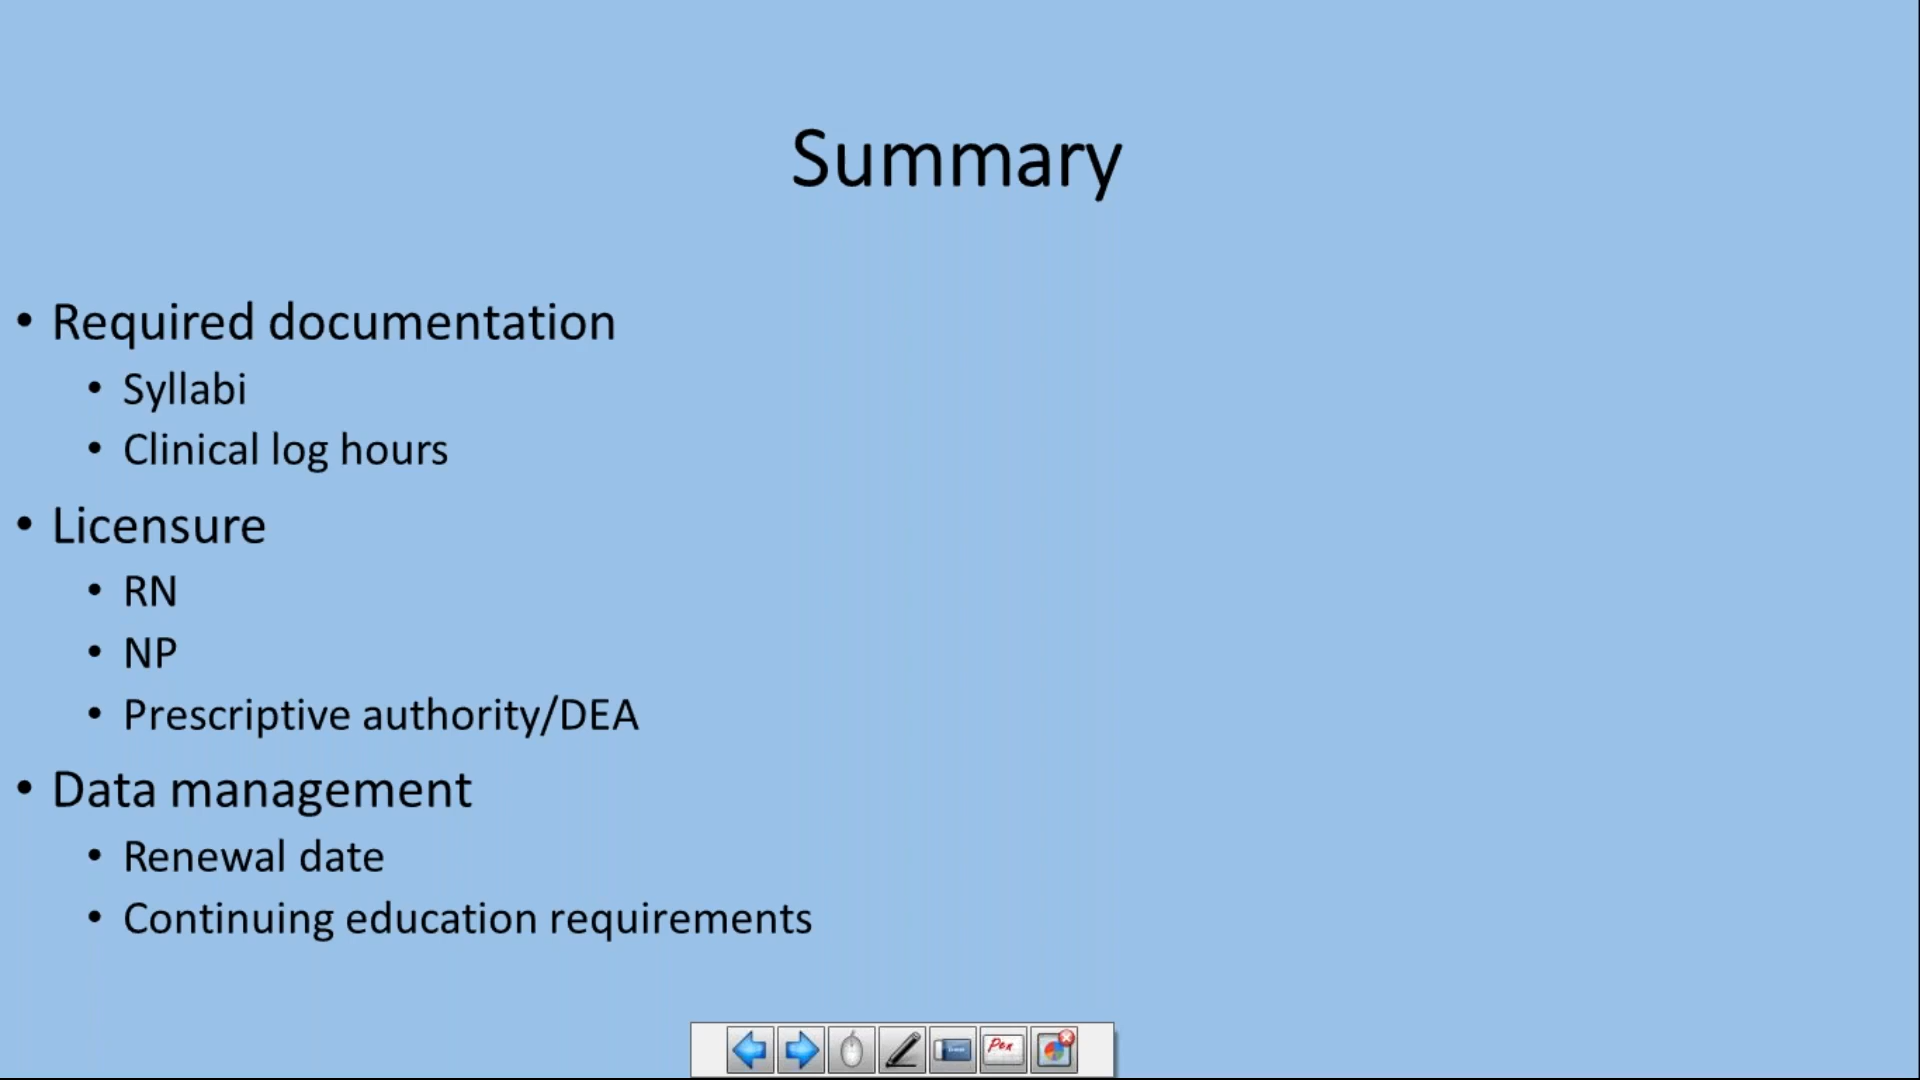 Summary
• Required documentation
• Syllabi
• Clinical log hours
• Licensure
• RN
• NP
• Prescriptive authority/DEA
• Data management
• Renewal date
• Continuing education requirements
Pen